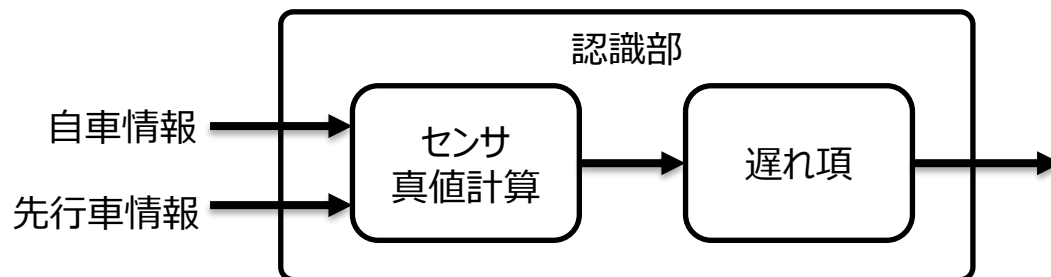 認識部
自車情報
先行車情報
センサ
真値計算
遅れ項